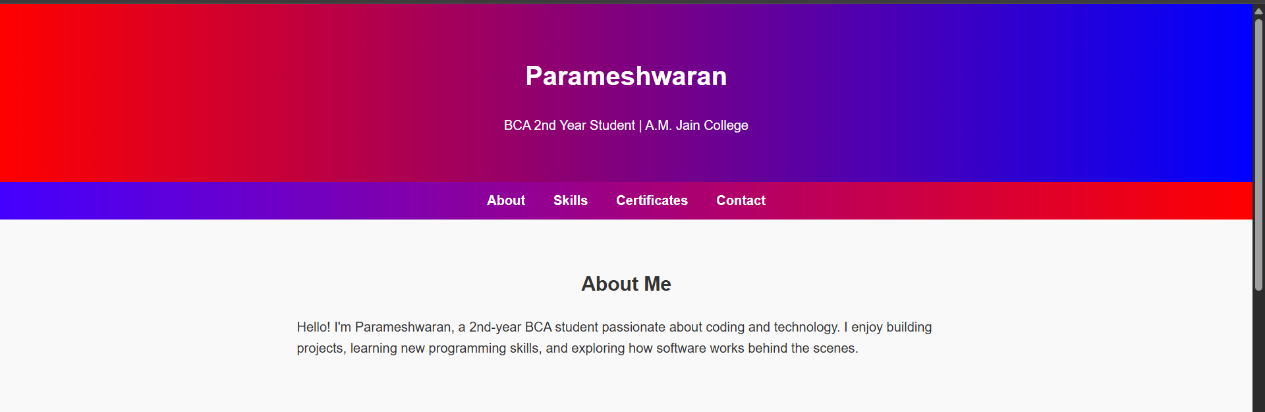 Parameshwaran
BCA 2nd Year Student | A.M. Jain College
About Skills Certificates Contact
About Me
Hello! I'm Parameshwaran, a 2nd-year BCA student passionate about coding and technology. I enjoy building
projects, learning new programming skills, and exploring how software works behind the scenes.